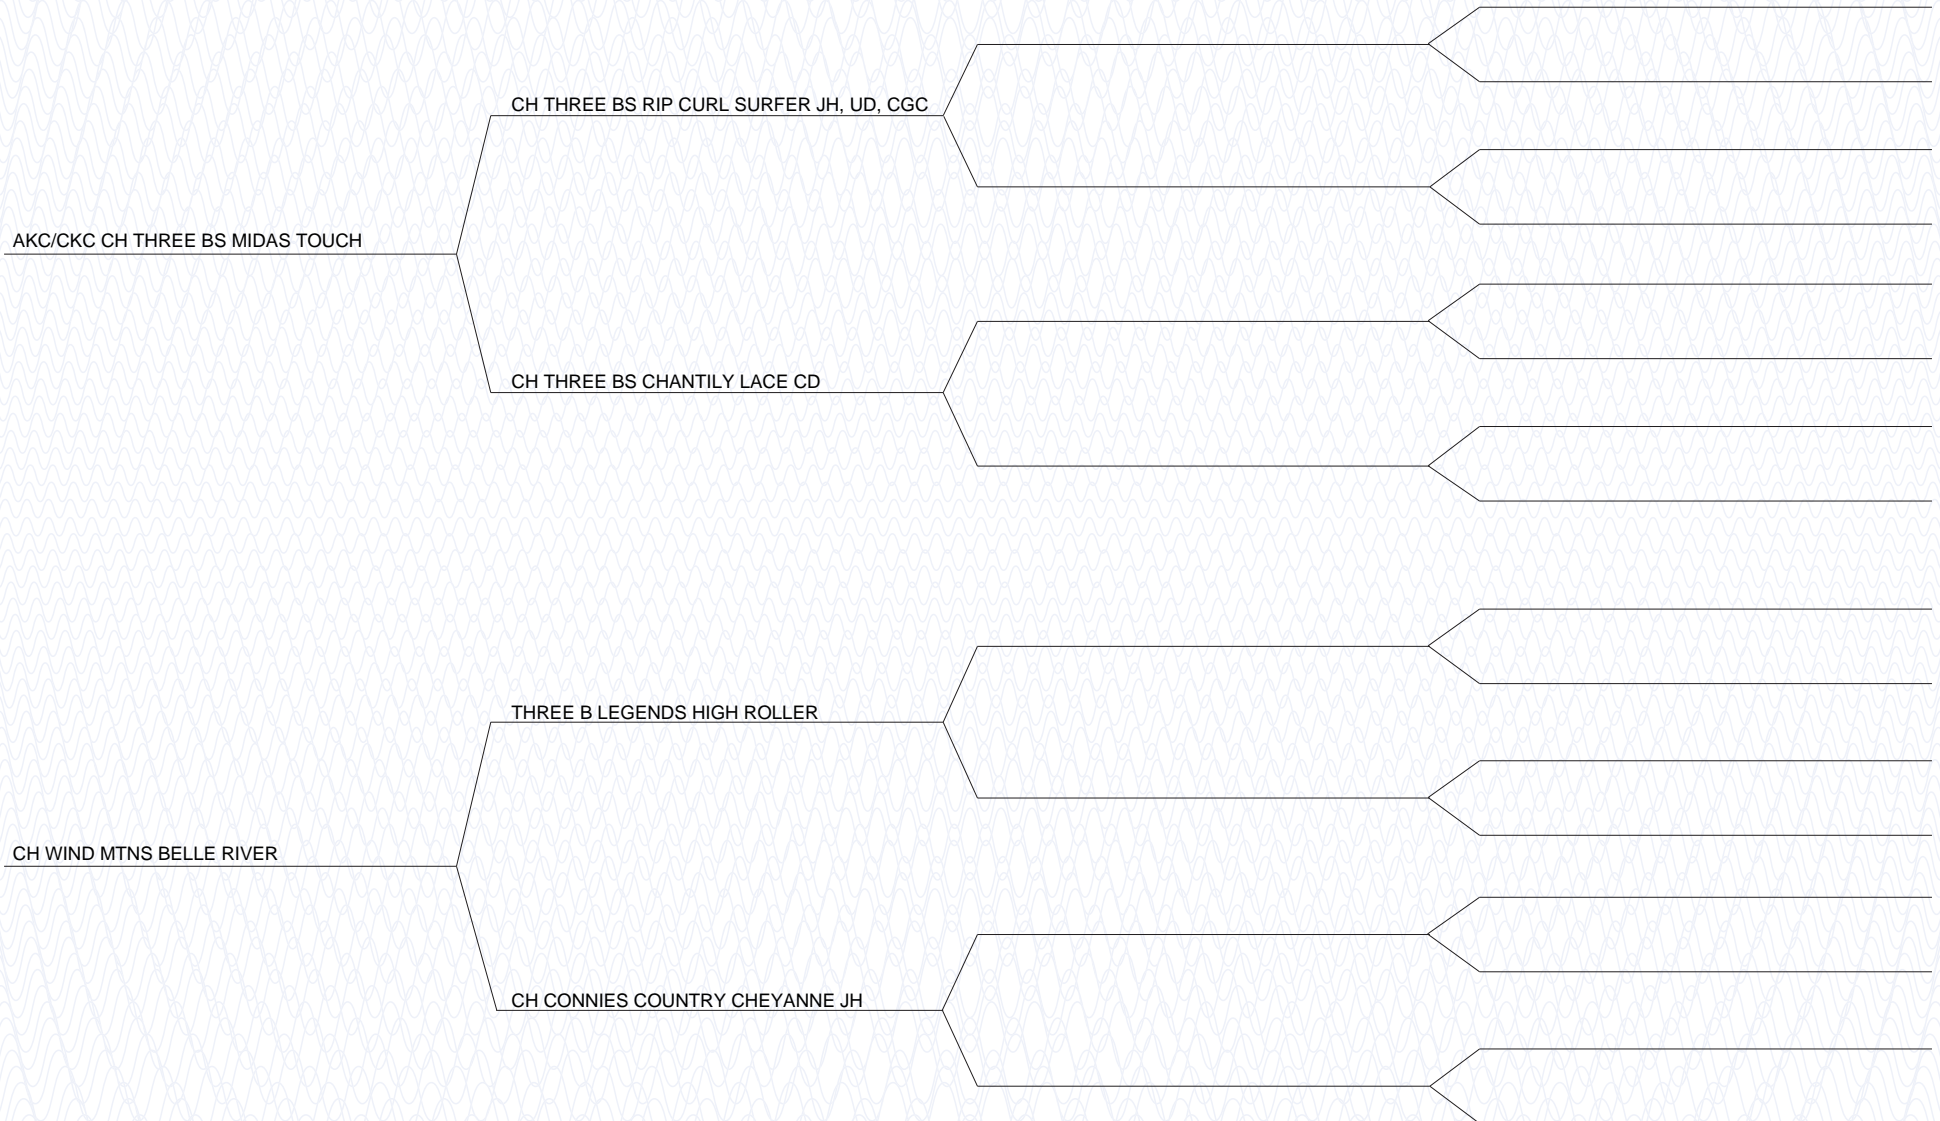 CH THREE BS RIP CURL SURFER JH, UD, CGC
AKC/CKC CH THREE BS MIDAS TOUCH
CH THREE BS CHANTILY LACE CD
THREE B LEGENDS HIGH ROLLER
CH WIND MTNS BELLE RIVER
CH CONNIES COUNTRY CHEYANNE JH